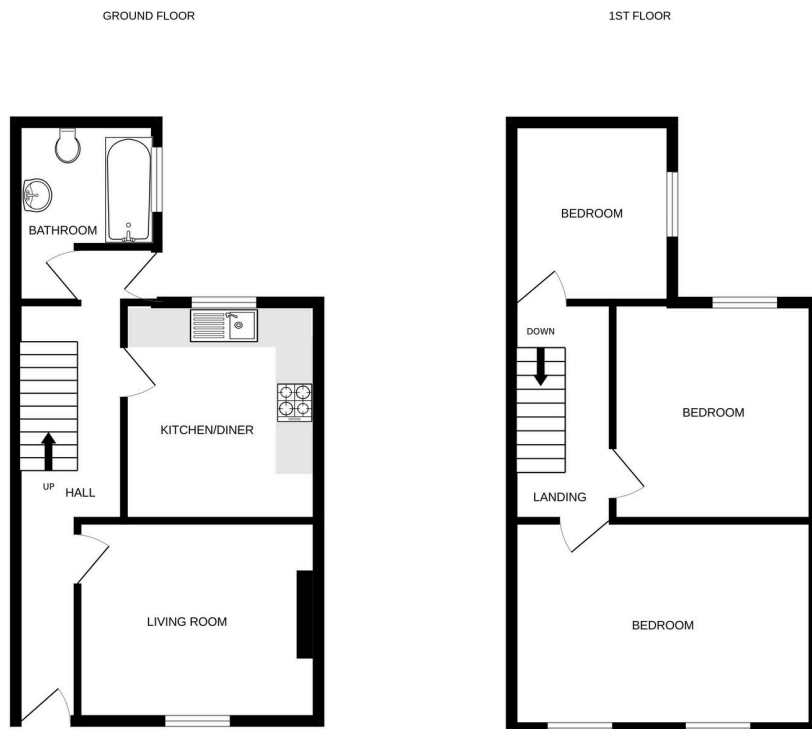 GROUND FLOOR
BATHROOM
KITCHEN/DINER
UP
HALL
LIVING ROOM
1ST FLOOR
BEDROOM
DOWN
BEDROOM
LANDING
BEDROOM